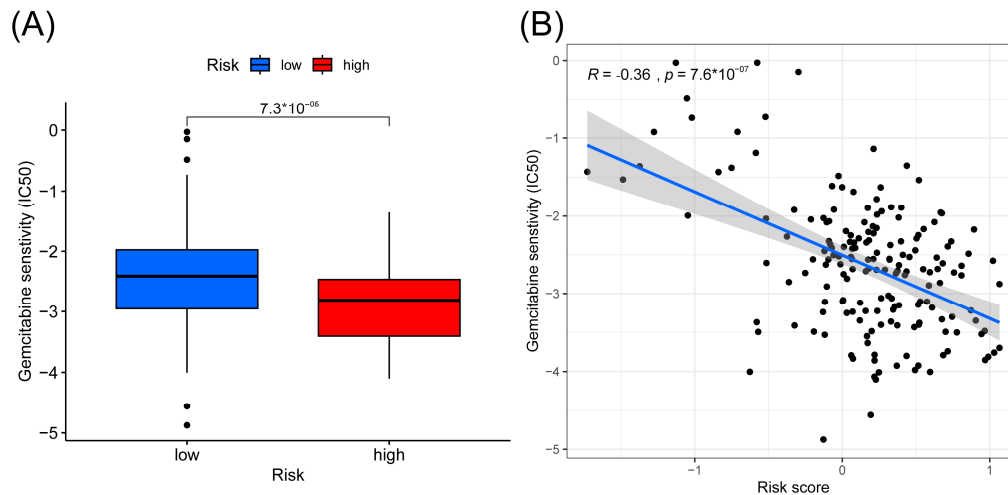 (A)
Risk low high
7.3*10⁻⁰⁶
Gemcitabine senstivity (IC50)
0
−1
−2
−3
−4
−5
low high
Risk
(B)
R = -0.36 , p = 7.6*10⁻⁰⁷
Gemcitabine senstivity (IC50)
0
−1
−2
−3
−4
−5
−1 0 1
Risk score